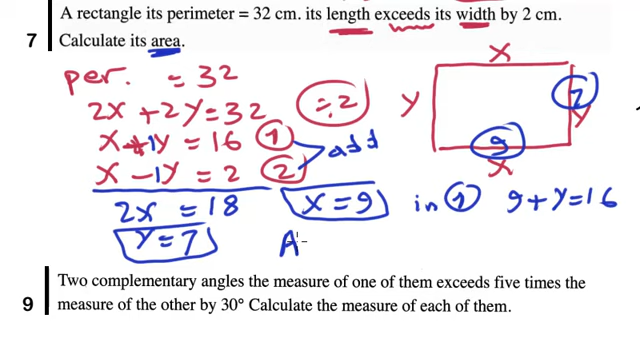 A rectangle its perimeter = 32 cm. its length exceeds its width by 2 cm.
7 Calculate its area.
per. = 32
2x + 2y = 32 ÷2
x + 1y = 16 1
x - 1y = 2 2 add
2x = 18 x = 9 in 1 9 + y = 16
y = 7 A
x
y 7 y
9
x
Two complementary angles the measure of one of them exceeds five times the
9 measure of the other by 30° Calculate the measure of each of them.